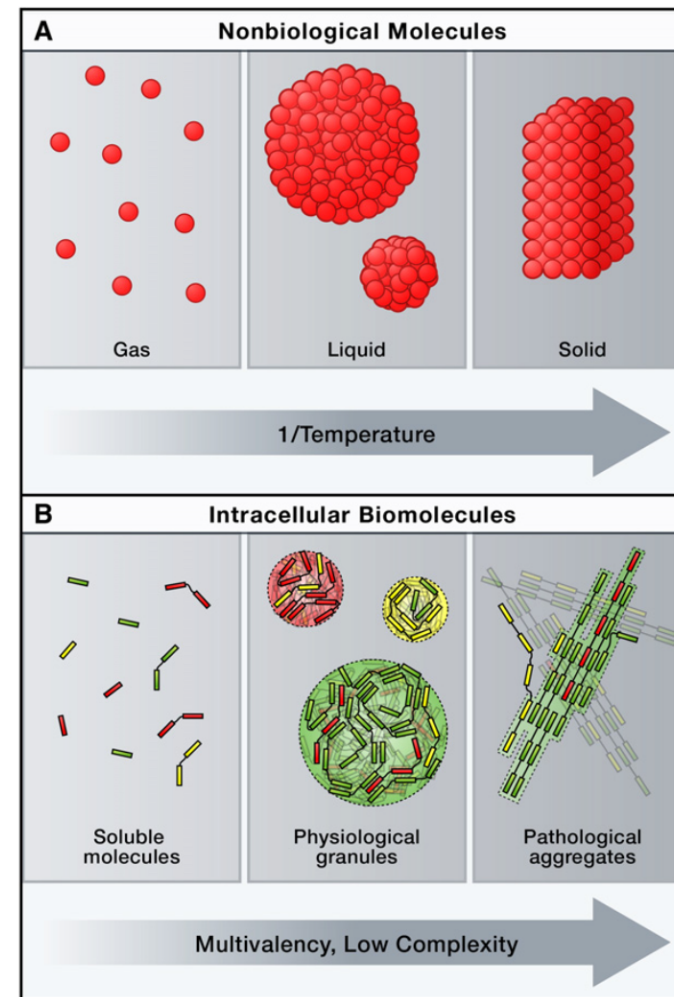 A
Nonbiological Molecules
Gas
Liquid
Solid
1/Temperature
B
Intracellular Biomolecules
Soluble
molecules
Physiological
granules
Pathological
aggregates
Multivalency, Low Complexity